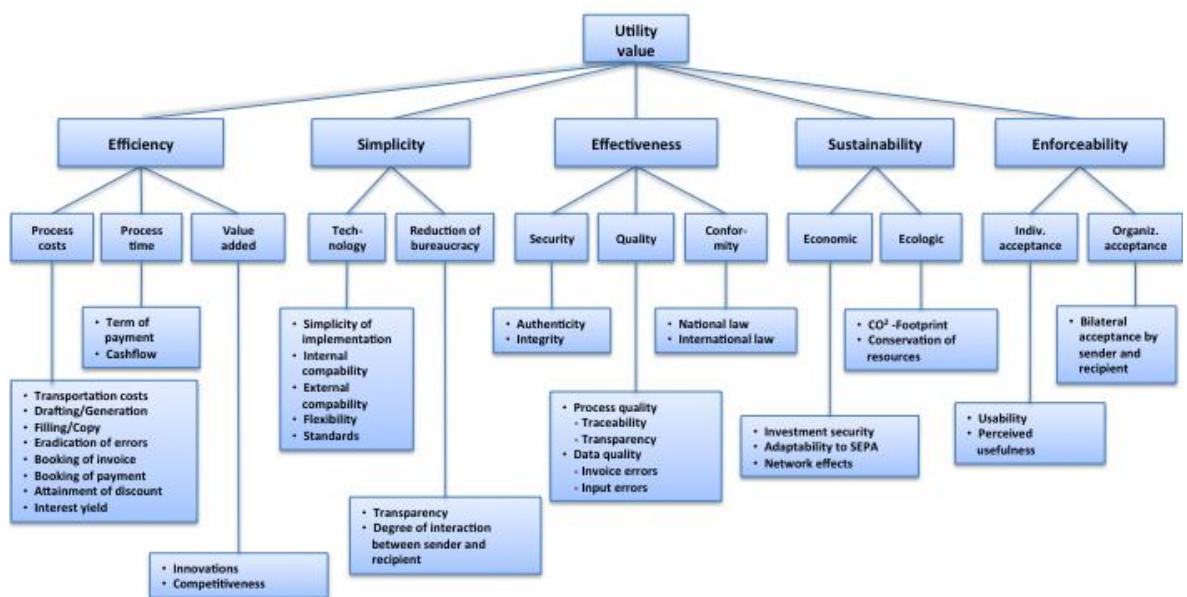 Utility
value
Efficiency
Simplicity
Effectiveness
Sustainability
Enforceability
Process
costs
Process
time
Value
added
Tech-
nology
Reduction of
bureaucracy
Security
Quality
Confor-
mity
Economic
Ecologic
Indiv.
acceptance
Organiz.
acceptance
• Term of
payment
• Cashflow
• Simplicity of
implementation
• Internal
compability
• External
compability
• Flexibility
• Standards
• Authenticity
• Integrity
• National law
• International law
• CO² -Footprint
• Conservation of
resources
• Bilateral
acceptance by
sender and
recipient
• Transportation costs
• Drafting/Generation
• Filling/Copy
• Eradication of errors
• Booking of invoice
• Booking of payment
• Attainment of discount
• Interest yield
• Process quality
- Traceability
- Transparency
• Data quality
- Invoice errors
- Input errors
• Investment security
• Adaptability to SEPA
• Network effects
• Usability
• Perceived
usefulness
• Transparency
• Degree of interaction
between sender and
recipient
• Innovations
• Competitiveness